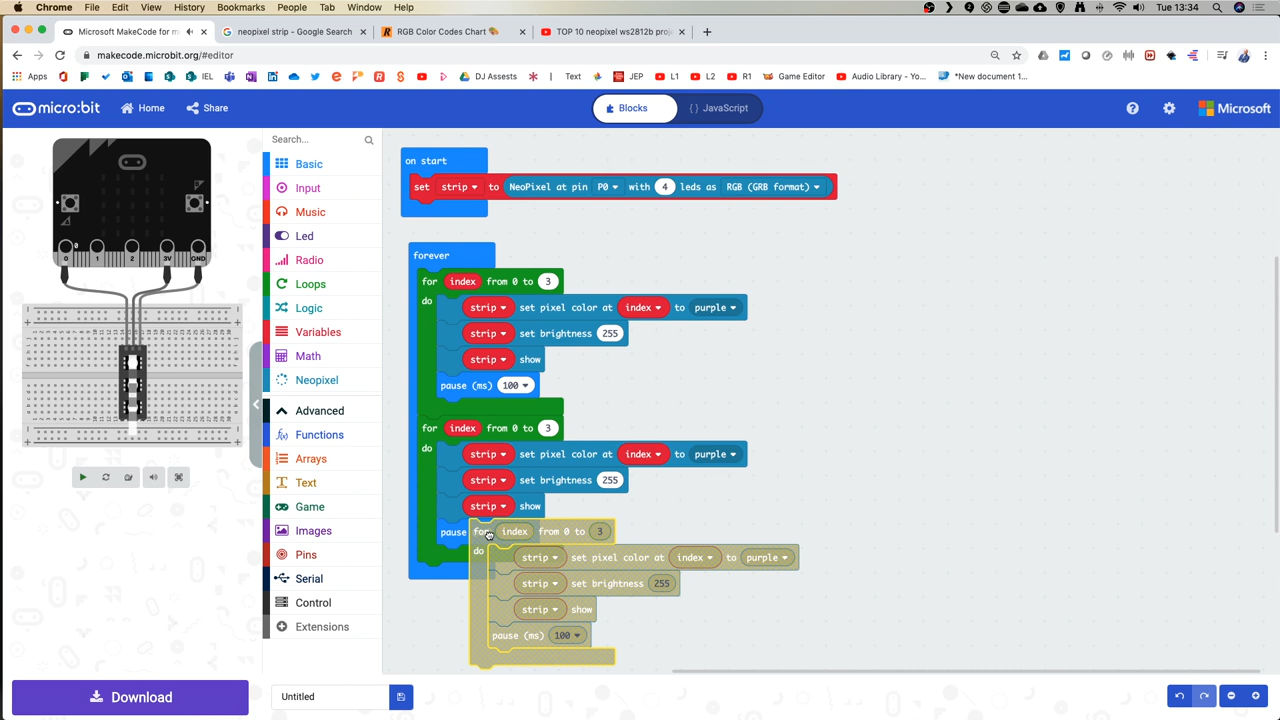 Chrome File Edit View History Bookmarks People Tab Window Help Tue 13:34
Microsoft MakeCode for m neopixel strip - Google Search RGB Color Codes Chart TOP 10 neopixel ws2812b proj
makecode.microbit.org/#editor
Apps IEL DJ Assests Text JEP L1 L2 R1 Game Editor Audio Library - Yo... *New document 1...
micro:bit Home Share Blocks { } JavaScript Microsoft
Search...
on start
set strip to NeoPixel at pin P0 with 4 leds as RGB (GRB format)
forever
for index from 0 to 3
do
strip set pixel color at index to purple
strip set brightness 255
strip show
pause (ms) 100
for index from 0 to 3
do
strip set pixel color at index to purple
strip set brightness 255
strip show
pause
for index from 0 to 3
do
strip set pixel color at index to purple
strip set brightness 255
strip show
pause (ms) 100
Basic
Input
Music
Led
Radio
Loops
Logic
Variables
Math
Neopixel
Advanced
Functions
Arrays
Text
Game
Images
Pins
Serial
Control
Extensions
0 1 2 3V GND
Download
Untitled